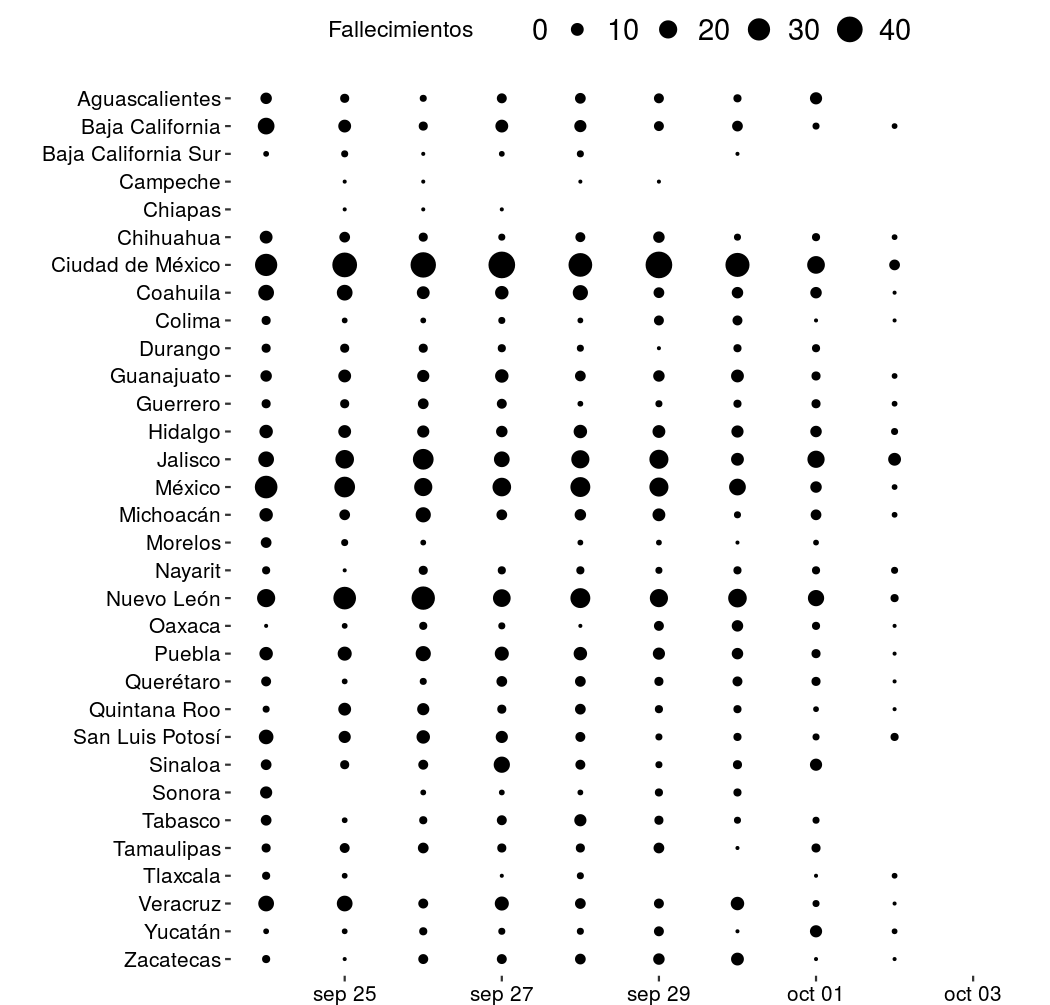 Fallecimientos 0 10 20 30 40
Aguascalientes
Baja California
Baja California Sur
Campeche
Chiapas
Chihuahua
Ciudad de México
Coahuila
Colima
Durango
Guanajuato
Guerrero
Hidalgo
Jalisco
México
Michoacán
Morelos
Nayarit
Nuevo León
Oaxaca
Puebla
Querétaro
Quintana Roo
San Luis Potosí
Sinaloa
Sonora
Tabasco
Tamaulipas
Tlaxcala
Veracruz
Yucatán
Zacatecas
sep 25 sep 27 sep 29 oct 01 oct 03